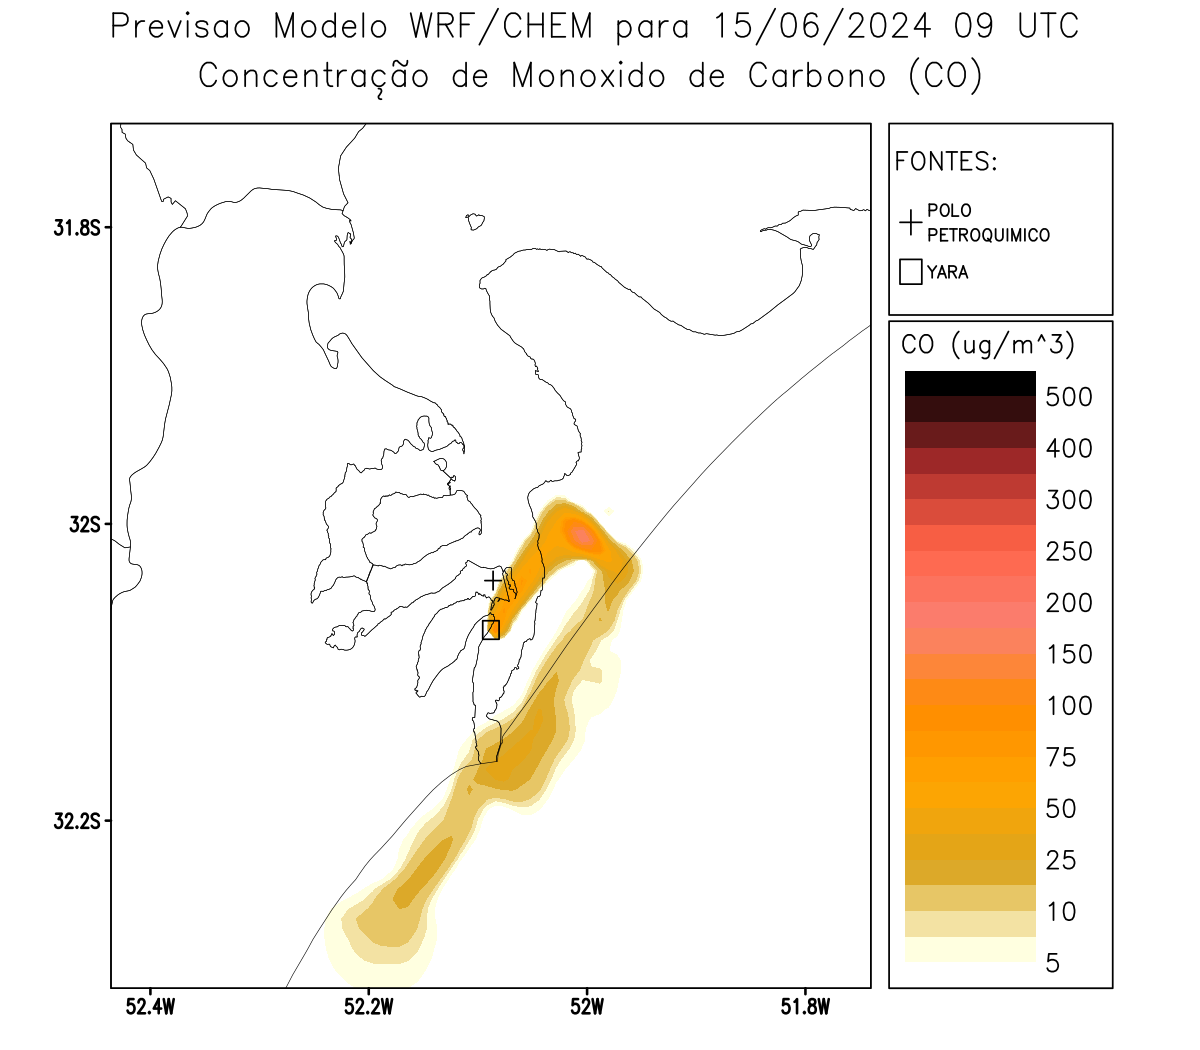 Previsao Modelo WRF/CHEM para 15/06/2024 09 UTC
Concentração de Monoxido de Carbono (CO)
FONTES:
POLO
PETROQUIMICO
YARA
CO (ug/m^3)
500
400
300
250
200
150
100
75
50
25
10
5
31.8S
32S
32.2S
52.4W 52.2W 52W 51.8W